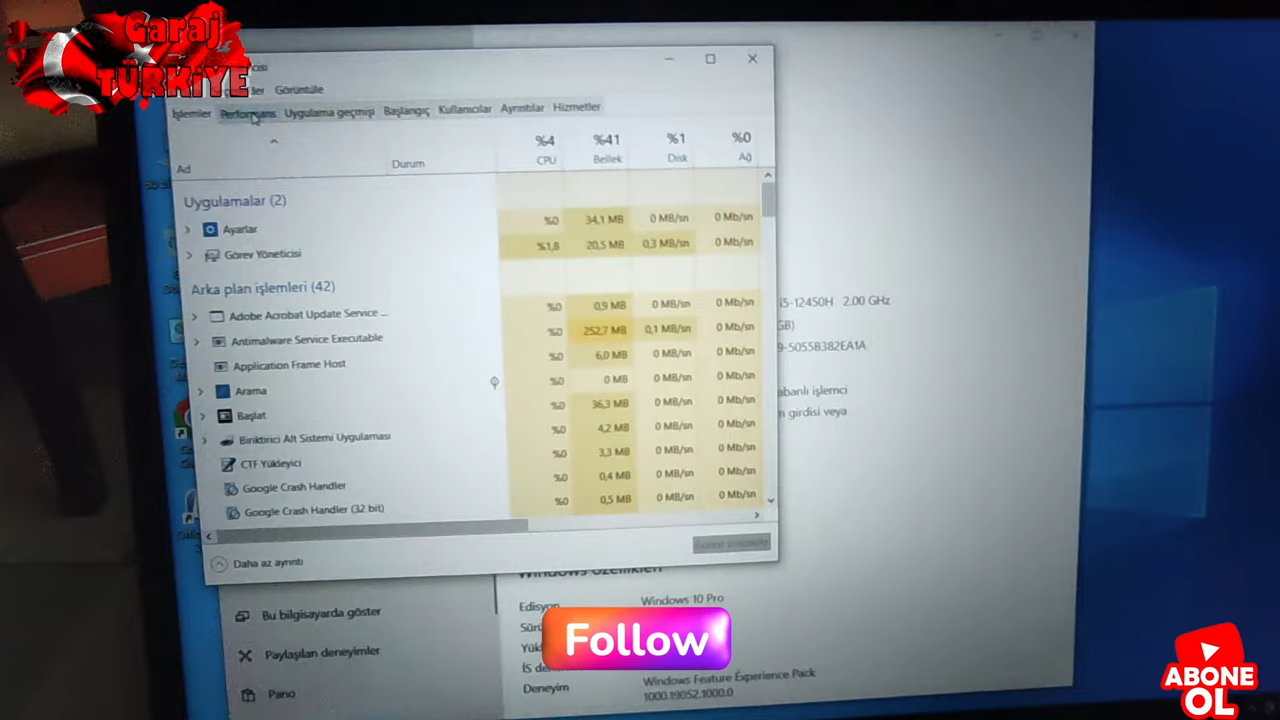 Garaj
TÜRKİYE
Görüntüle
İşlemler Performans Uygulama geçmişi Başlangıç Kullanıcılar Ayrıntılar Hizmetler
%4 %41 %1 %0
Ad Durum CPU Bellek Disk Ağ
Uygulamalar (2)
Ayarlar %0 34,1 MB 0 MB/sn 0 Mb/sn
Görev Yöneticisi %1,8 20,5 MB 0,3 MB/sn 0 Mb/sn
Arka plan işlemleri (42)
Adobe Acrobat Update Service ... %0 0,9 MB 0 MB/sn 0 Mb/sn
Antimalware Service Executable %0 252,7 MB 0,1 MB/sn 0 Mb/sn
Application Frame Host %0 6,0 MB 0 MB/sn 0 Mb/sn
Arama %0 0 MB 0 MB/sn 0 Mb/sn
Başlat %0 36,3 MB 0 MB/sn 0 Mb/sn
Biriktirici Alt Sistemi Uygulaması %0 4,2 MB 0 MB/sn 0 Mb/sn
CTF Yükleyici %0 3,3 MB 0 MB/sn 0 Mb/sn
Google Crash Handler %0 0,4 MB 0 MB/sn 0 Mb/sn
Google Crash Handler (32 bit) %0 0,5 MB 0 MB/sn 0 Mb/sn
Daha az ayrıntı
i5-12450H 2.00 GHz
GB)
9-5055B382EA1A
abanlı işlemci
n girdisi veya
Windows özellikleri
Edisyon Windows 10 Pro
Sürü
Yük
İS de
Deneyim Windows Feature Experience Pack
1000.19052.1000.0
Bu bilgisayarda göster
Paylaşılan deneyimler
Pano
Follow
ABONE
OL